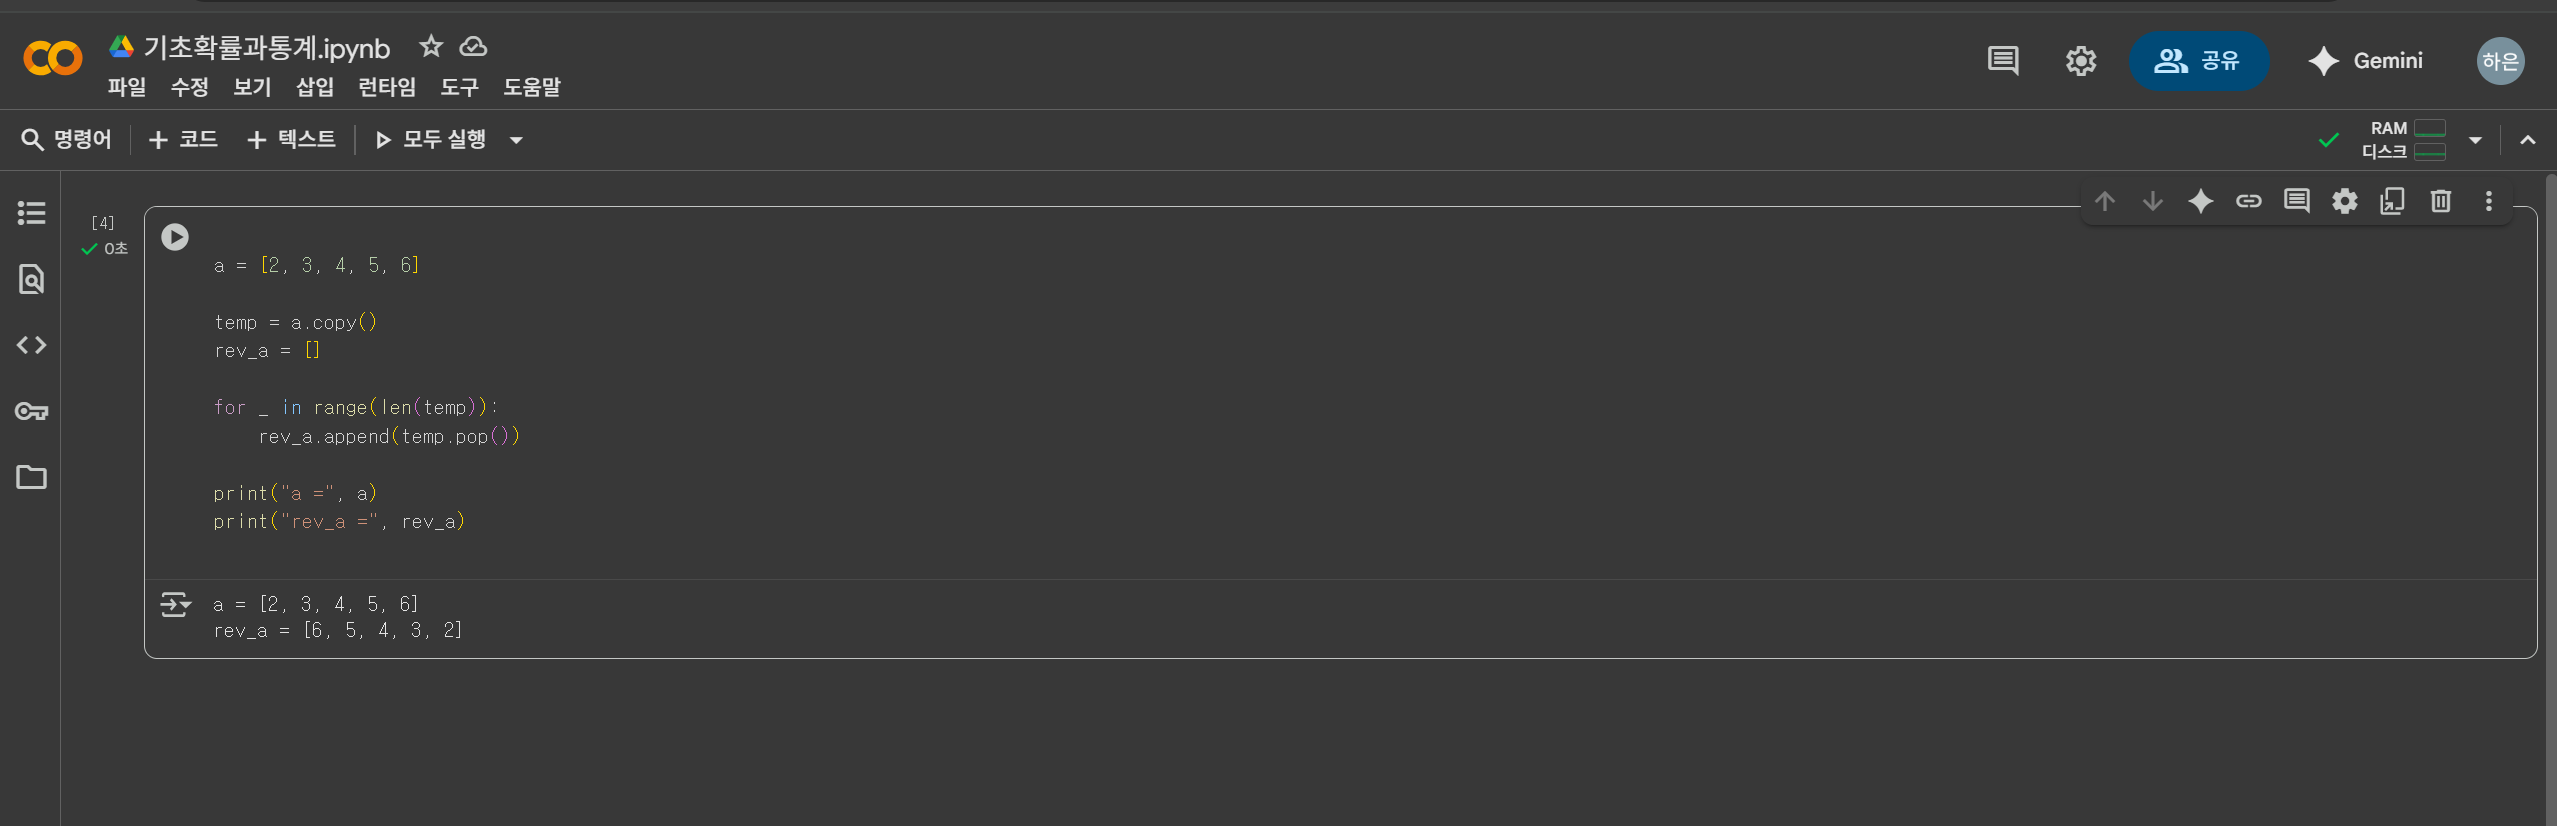 기초확률과통계.ipynb
파일 수정 보기 삽입 런타임 도구 도움말
공유
Gemini
하은
명령어 + 코드 + 텍스트 모두 실행
RAM
디스크
[4]
0초
a = [2, 3, 4, 5, 6]
temp = a.copy()
rev_a = []
for _ in range(len(temp)):
    rev_a.append(temp.pop())
print("a =", a)
print("rev_a =", rev_a)
a = [2, 3, 4, 5, 6]
rev_a = [6, 5, 4, 3, 2]